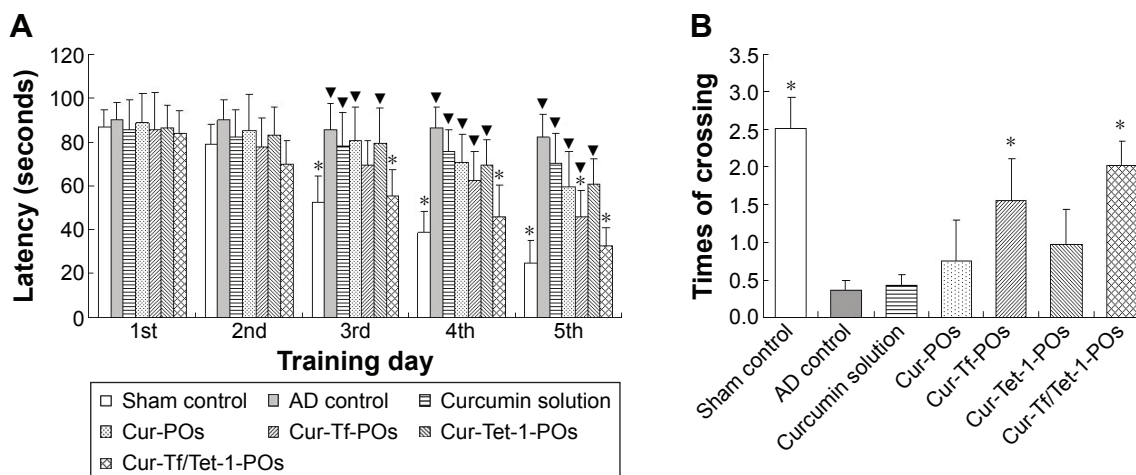 A
Latency (seconds)
120
100
80
60
40
20
0
1st 2nd 3rd 4th 5th
Training day
Sham control AD control Curcumin solution
Cur-POs Cur-Tf-POs Cur-Tet-1-POs
Cur-Tf/Tet-1-POs
B
Times of crossing
3.5
3.0
2.5
2.0
1.5
1.0
0.5
0.0
Sham control
AD control
Curcumin solution
Cur-POs
Cur-Tf-POs
Cur-Tet-1-POs
Cur-Tf/Tet-1-POs